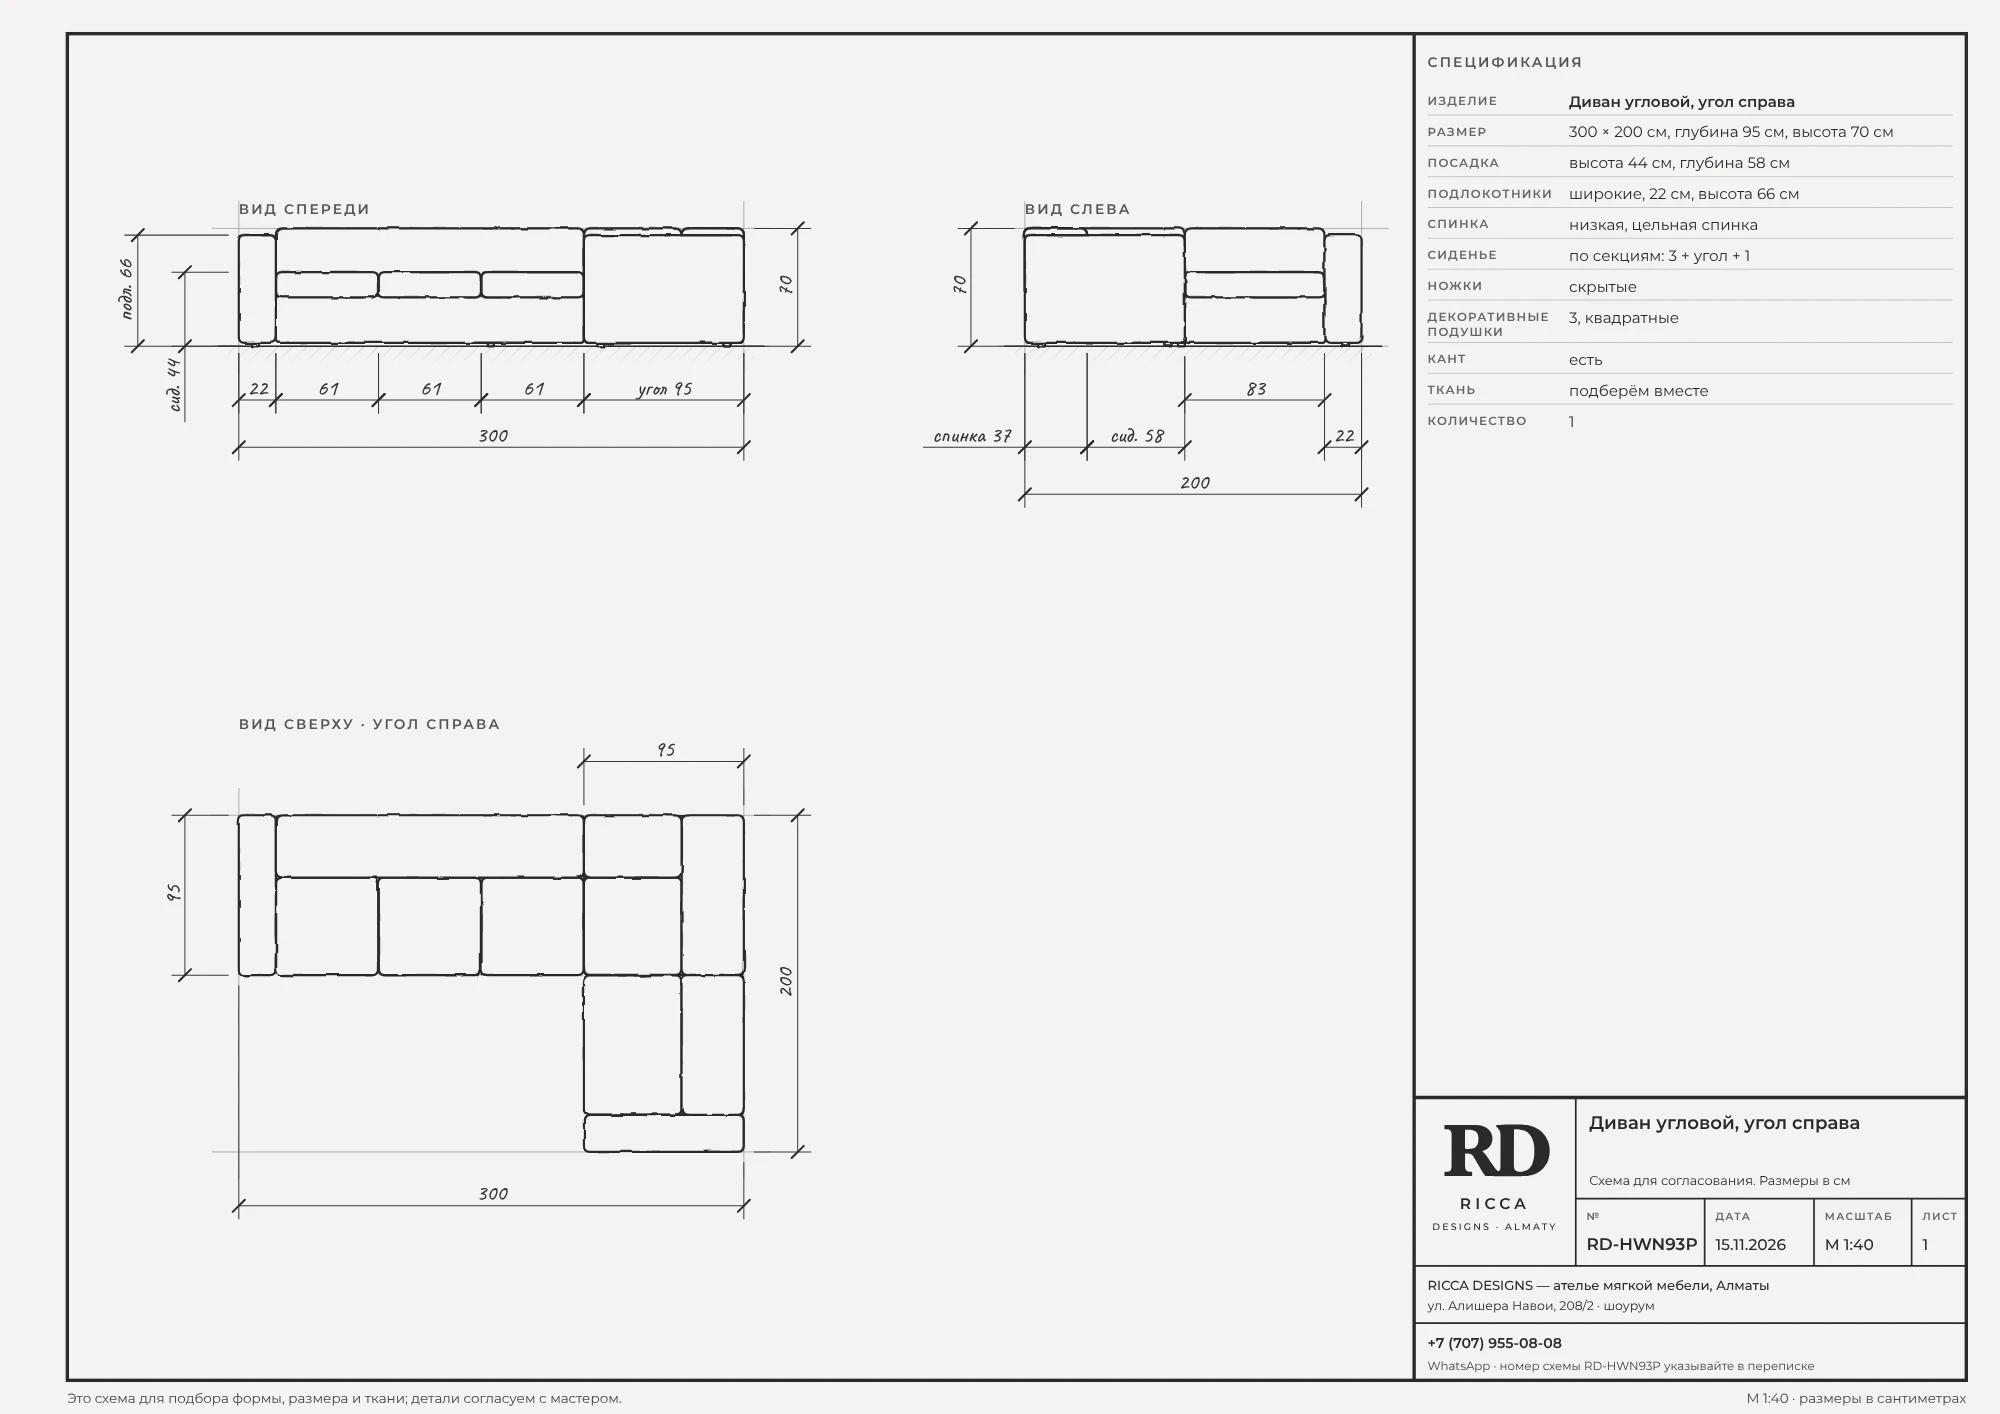 ВИД СПЕРЕДИ
подл. 66
сид. 44
70
22
61
61
61
угол 95
300
ВИД СЛЕВА
70
83
спинка 37
сид. 58
22
200
ВИД СВЕРХУ · УГОЛ СПРАВА
95
95
200
300
СПЕЦИФИКАЦИЯ
ИЗДЕЛИЕ Диван угловой, угол справа
РАЗМЕР 300 × 200 см, глубина 95 см, высота 70 см
ПОСАДКА высота 44 см, глубина 58 см
ПОДЛОКОТНИКИ широкие, 22 см, высота 66 см
СПИНКА низкая, цельная спинка
СИДЕНЬЕ по секциям: 3 + угол + 1
НОЖКИ скрытые
ДЕКОРАТИВНЫЕ 3, квадратные
ПОДУШКИ
КАНТ есть
ТКАНЬ подберём вместе
КОЛИЧЕСТВО 1
RD
RICCA
DESIGNS · ALMATY
Диван угловой, угол справа
Схема для согласования. Размеры в см
№ ДАТА МАСШТАБ ЛИСТ
RD-HWN93P 15.11.2026 М 1:40 1
RICCA DESIGNS — ателье мягкой мебели, Алматы
ул. Алишера Навои, 208/2 · шоурум
+7 (707) 955-08-08
WhatsApp · номер схемы RD-HWN93P указывайте в переписке
Это схема для подбора формы, размера и ткани; детали согласуем с мастером.
М 1:40 · размеры в сантиметрах